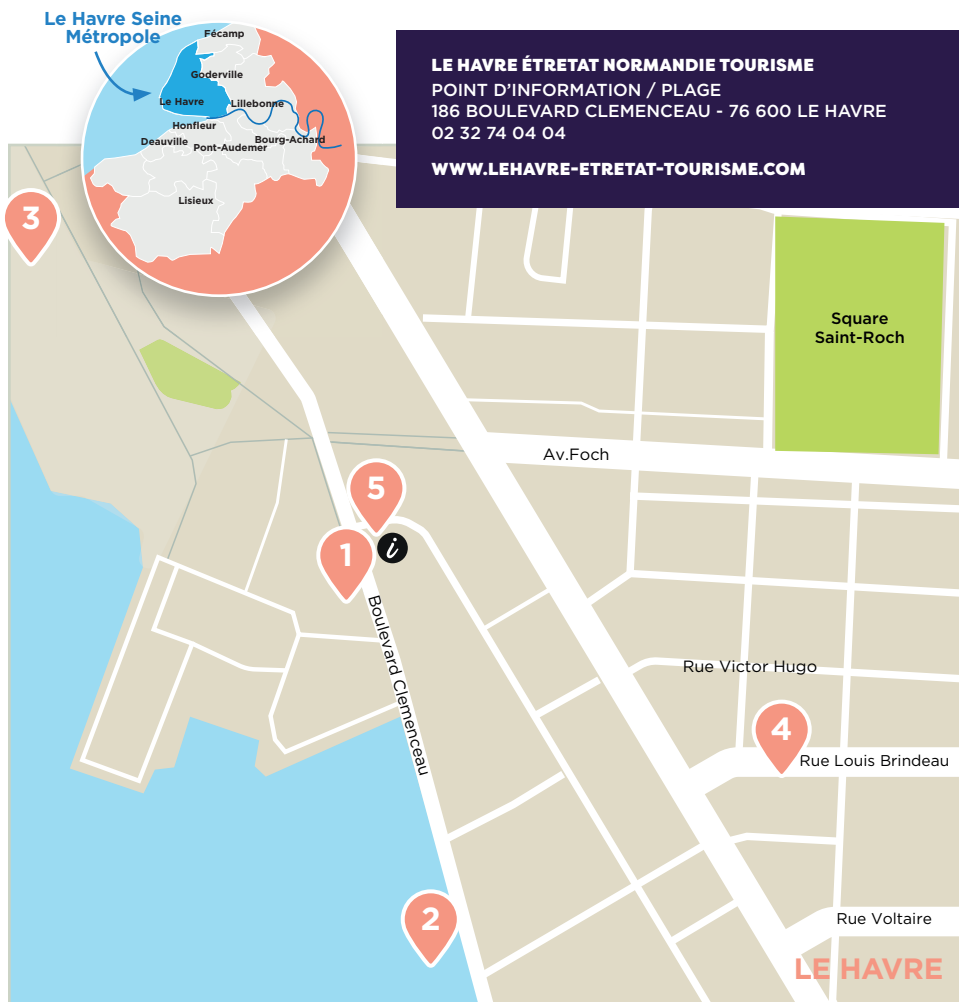 Le Havre Seine
Métropole
Fécamp
Goderville
Le Havre
Lillebonne
Honfleur
Deauville
Pont-Audemer
Bourg-Achard
Lisieux
LE HAVRE ÉTRETAT NORMANDIE TOURISME
POINT D'INFORMATION / PLAGE
186 BOULEVARD CLEMENCEAU - 76 600 LE HAVRE
02 32 74 04 04
WWW.LEHAVRE-ETRETAT-TOURISME.COM
3
Square
Saint-Roch
Av.Foch
5
i
1
Boulevard Clemenceau
Rue Victor Hugo
4
Rue Louis Brindeau
2
Rue Voltaire
LE HAVRE